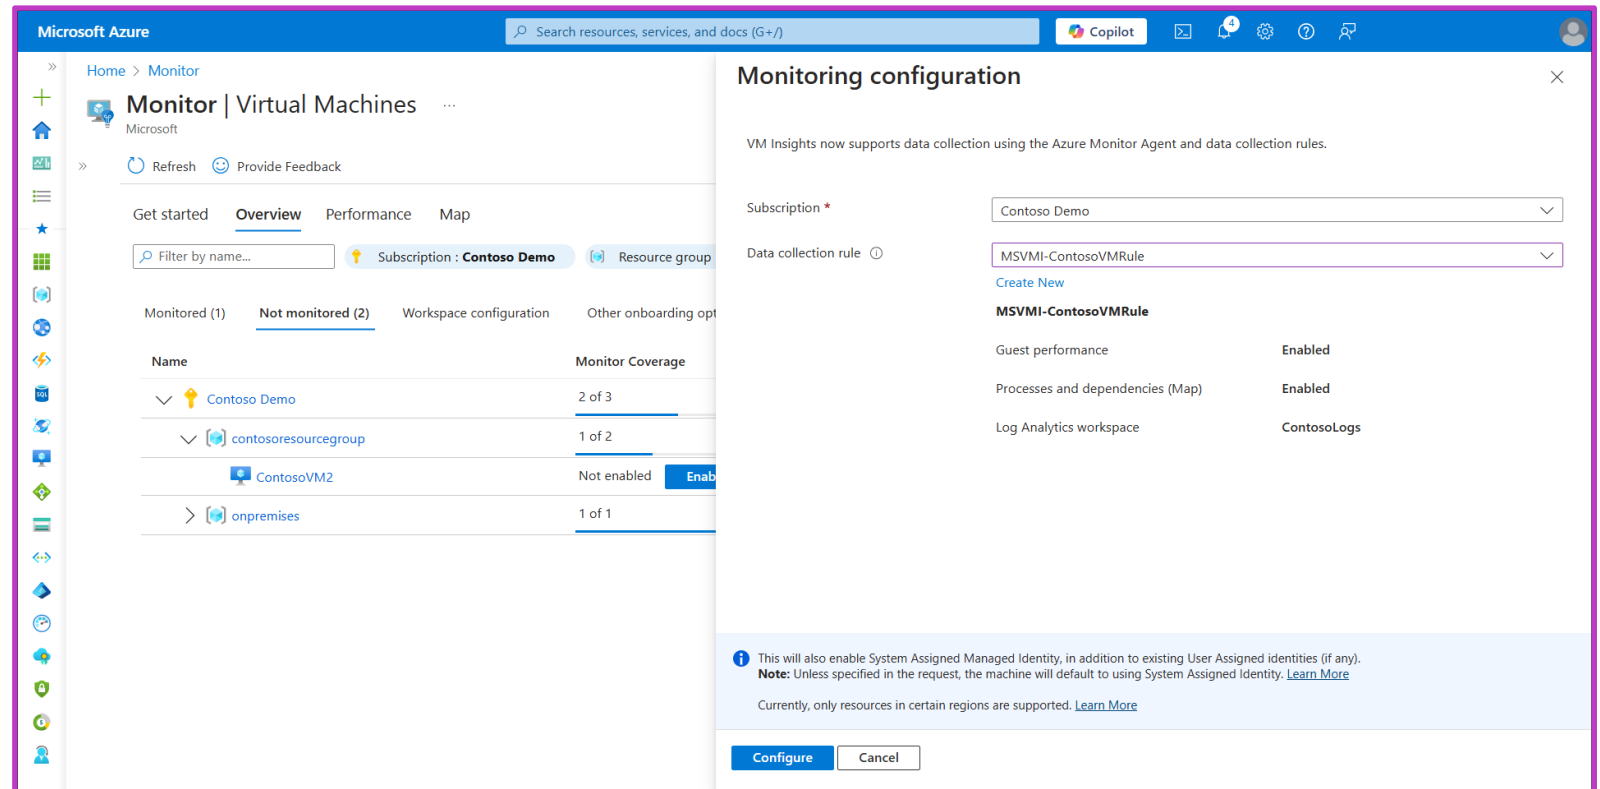 Microsoft Azure
Search resources, services, and docs (G+/)
Copilot
4
Home > Monitor
Monitor | Virtual Machines ...
Microsoft
Refresh
Provide Feedback
Get started
Overview
Performance
Map
Filter by name...
Subscription : Contoso Demo
Resource group
Monitored (1)
Not monitored (2)
Workspace configuration
Other onboarding opt
Name
Monitor Coverage
Contoso Demo
2 of 3
contosoresourcegroup
1 of 2
ContosoVM2
Not enabled
Enab
onpremises
1 of 1
SQL
Monitoring configuration
VM Insights now supports data collection using the Azure Monitor Agent and data collection rules.
Subscription *
Contoso Demo
Data collection rule
MSVMI-ContosoVMRule
Create New
MSVMI-ContosoVMRule
Guest performance
Enabled
Processes and dependencies (Map)
Enabled
Log Analytics workspace
ContosoLogs
This will also enable System Assigned Managed Identity, in addition to existing User Assigned identities (if any).
Note: Unless specified in the request, the machine will default to using System Assigned Identity. Learn More
Currently, only resources in certain regions are supported. Learn More
Configure
Cancel